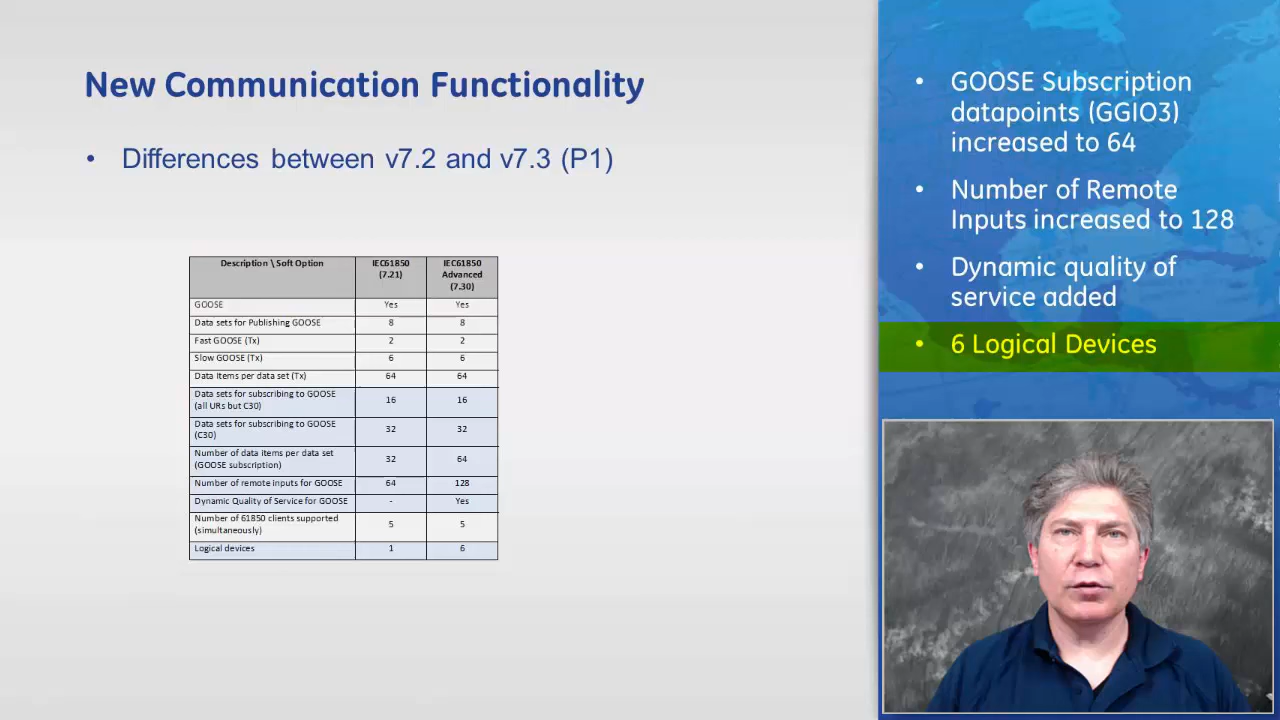 New Communication Functionality
• Differences between v7.2 and v7.3 (P1)
Description \ Soft Option IEC61850 (7.21) IEC61850 Advanced (7.30)
GOOSE Yes Yes
Data sets for Publishing GOOSE 8 8
Fast GOOSE (Tx) 2 2
Slow GOOSE (Tx) 6 6
Data items per data set (Tx) 64 64
Data sets for subscribing to GOOSE (all URs but C30) 16 16
Data sets for subscribing to GOOSE (C30) 32 32
Number of data items per data set (GOOSE subscription) 32 64
Number of remote inputs for GOOSE 64 128
Dynamic Quality of Service for GOOSE - Yes
Number of 61850 clients supported (simultaneously) 5 5
Logical devices 1 6
• GOOSE Subscription
datapoints (GGIO3)
increased to 64
• Number of Remote
Inputs increased to 128
• Dynamic quality of
service added
• 6 Logical Devices